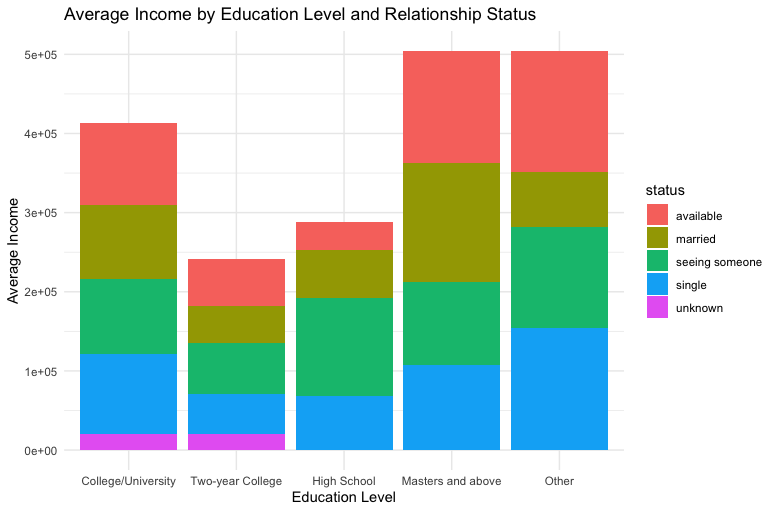 Average Income by Education Level and Relationship Status
Average Income
5e+05
4e+05
3e+05
2e+05
1e+05
0e+00
College/University
Two-year College
High School
Masters and above
Other
Education Level
status
available
married
seeing someone
single
unknown